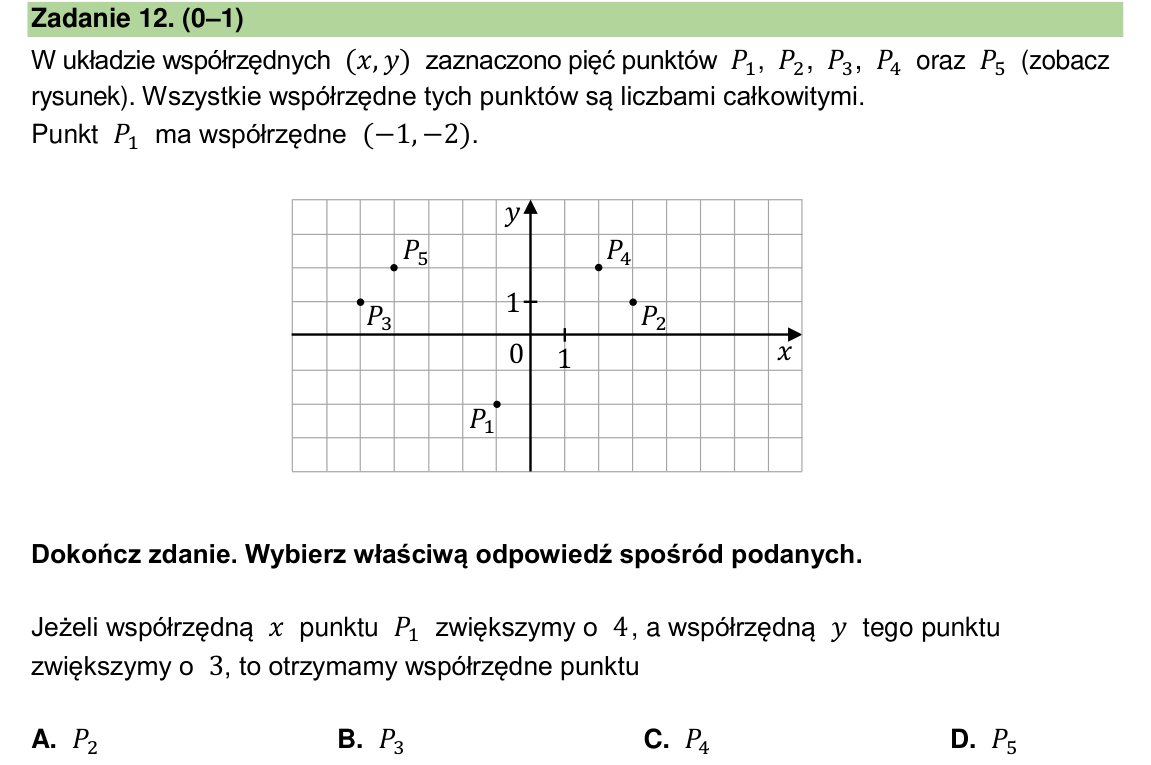 Zadanie 12. (0–1)
W układzie współrzędnych (x, y) zaznaczono pięć punktów P₁, P₂, P₃, P₄ oraz P₅ (zobacz
rysunek). Wszystkie współrzędne tych punktów są liczbami całkowitymi.
Punkt P₁ ma współrzędne (−1, −2).
y
P₅
P₄
1
P₃
P₂
0
1
x
P₁
Dokończ zdanie. Wybierz właściwą odpowiedź spośród podanych.
Jeżeli współrzędną x punktu P₁ zwiększymy o 4, a współrzędną y tego punktu
zwiększymy o 3, to otrzymamy współrzędne punktu
A. P₂ B. P₃ C. P₄ D. P₅